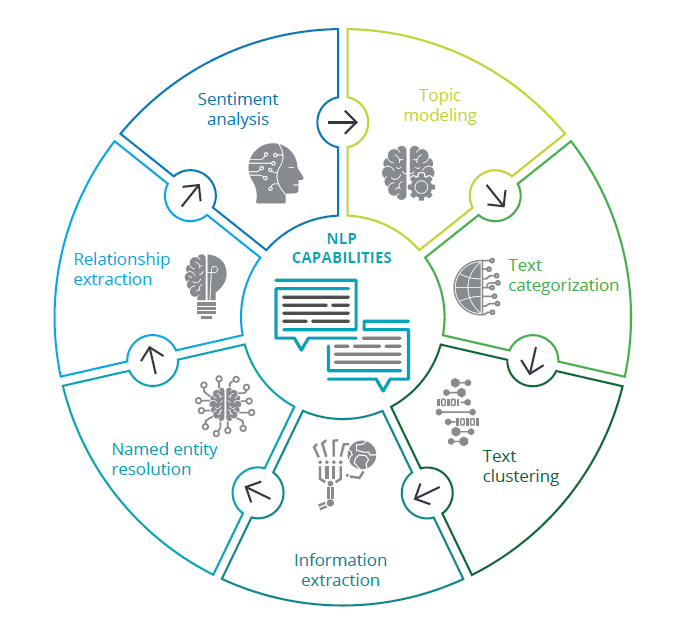 Sentiment
analysis
Topic
modeling
Text
categorization
Text
clustering
Information
extraction
Named entity
resolution
Relationship
extraction
NLP
CAPABILITIES